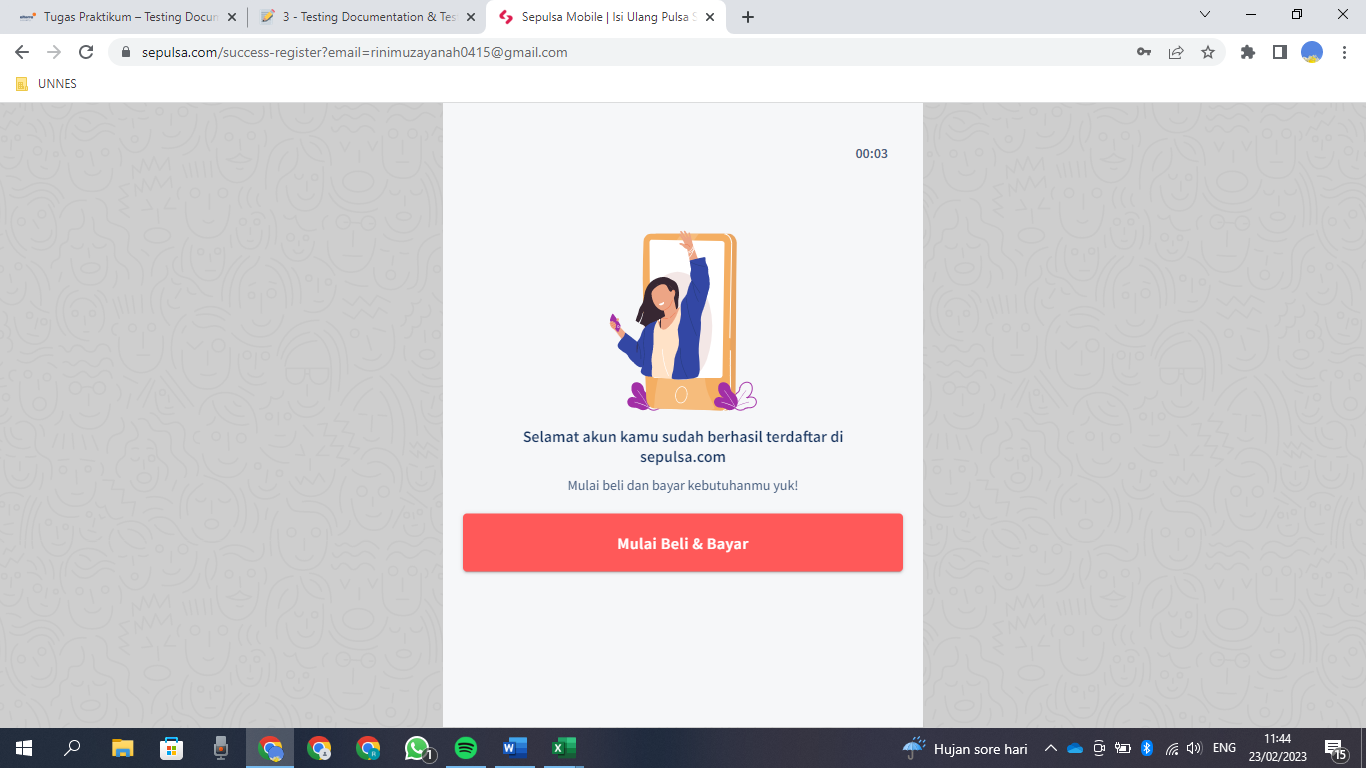 Tugas Praktikum – Testing Docun
3 - Testing Documentation & Tes
Sepulsa Mobile | Isi Ulang Pulsa S
sepulsa.com/success-register?email=rinimuzayanah0415@gmail.com
UNNES
00:03
Selamat akun kamu sudah berhasil terdaftar di
sepulsa.com
Mulai beli dan bayar kebutuhanmu yuk!
Mulai Beli & Bayar
1
Hujan sore hari
ENG
11:44
23/02/2023
15